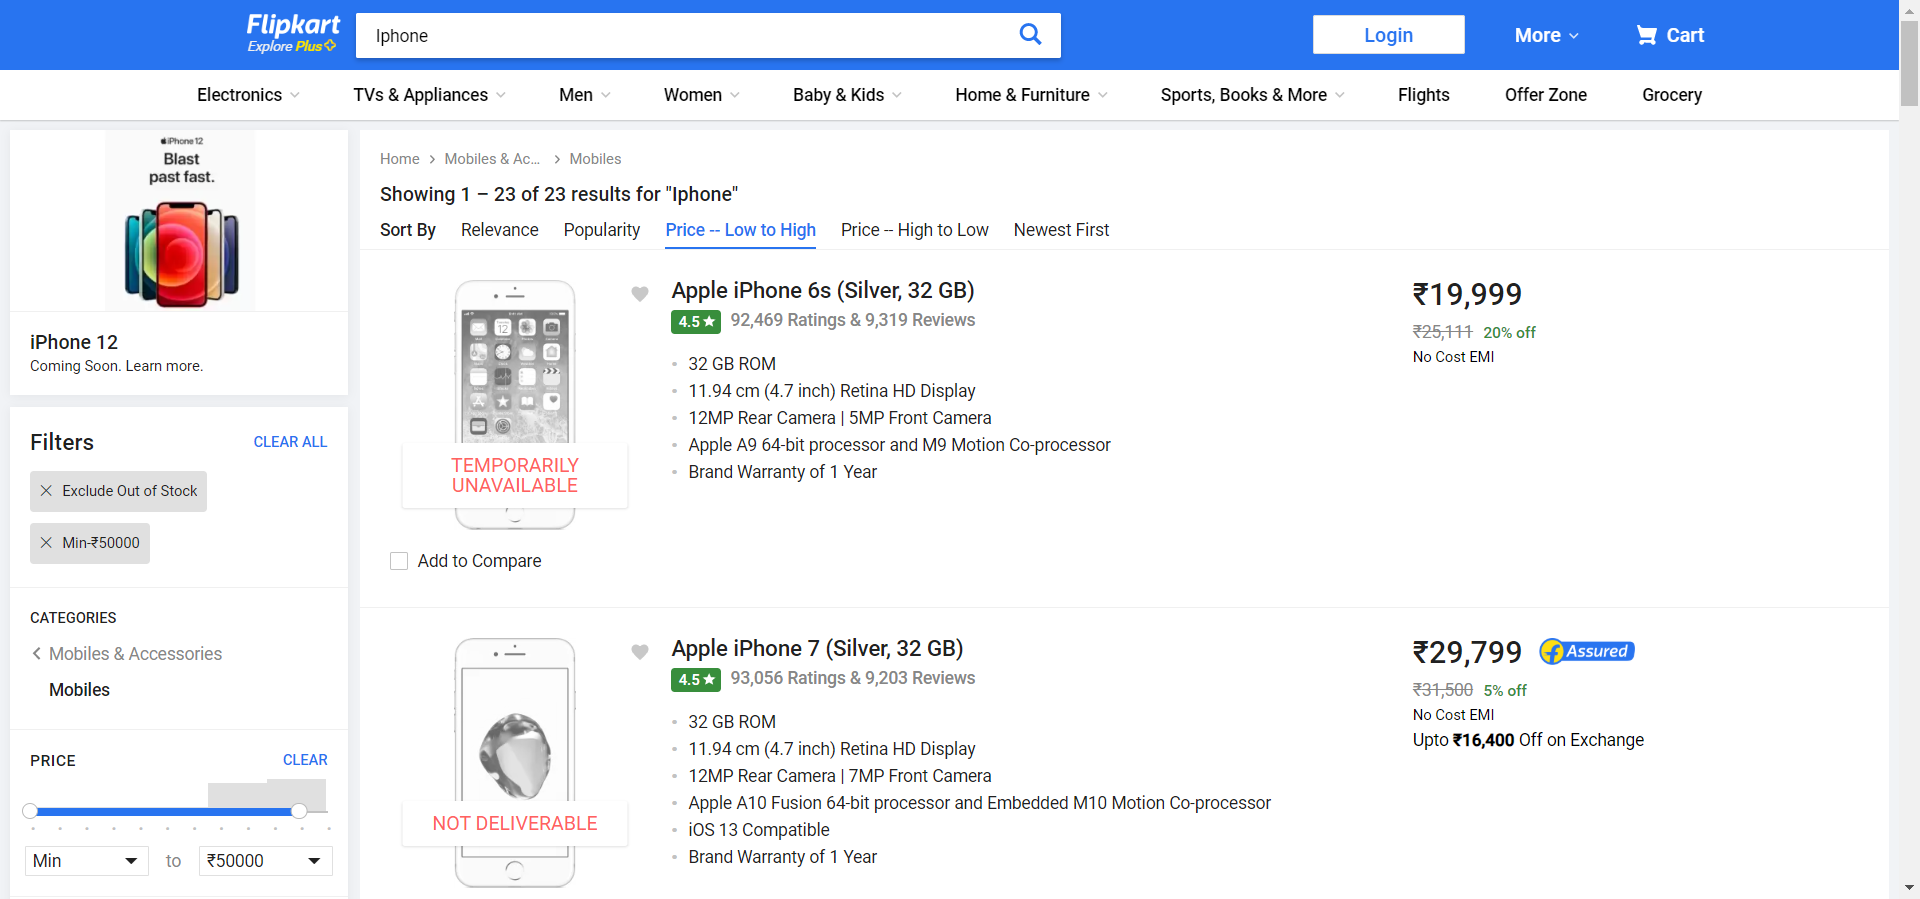 Flipkart
Explore Plus
Iphone
Login
More
Cart
Electronics
TVs & Appliances
Men
Women
Baby & Kids
Home & Furniture
Sports, Books & More
Flights
Offer Zone
Grocery
iPhone 12
Blast
past fast.
iPhone 12
Coming Soon. Learn more.
Filters
CLEAR ALL
Exclude Out of Stock
Min-₹50000
CATEGORIES
Mobiles & Accessories
Mobiles
PRICE
CLEAR
Min
to
₹50000
Home
Mobiles & Ac...
Mobiles
Showing 1 – 23 of 23 results for "Iphone"
Sort By
Relevance
Popularity
Price -- Low to High
Price -- High to Low
Newest First
TEMPORARILY
UNAVAILABLE
Add to Compare
Apple iPhone 6s (Silver, 32 GB)
4.5 ★ 92,469 Ratings & 9,319 Reviews
32 GB ROM
11.94 cm (4.7 inch) Retina HD Display
12MP Rear Camera | 5MP Front Camera
Apple A9 64-bit processor and M9 Motion Co-processor
Brand Warranty of 1 Year
₹19,999
₹25,111 20% off
No Cost EMI
NOT DELIVERABLE
Apple iPhone 7 (Silver, 32 GB)
4.5 ★ 93,056 Ratings & 9,203 Reviews
32 GB ROM
11.94 cm (4.7 inch) Retina HD Display
12MP Rear Camera | 7MP Front Camera
Apple A10 Fusion 64-bit processor and Embedded M10 Motion Co-processor
iOS 13 Compatible
Brand Warranty of 1 Year
₹29,799 Assured
₹31,500 5% off
No Cost EMI
Upto ₹16,400 Off on Exchange